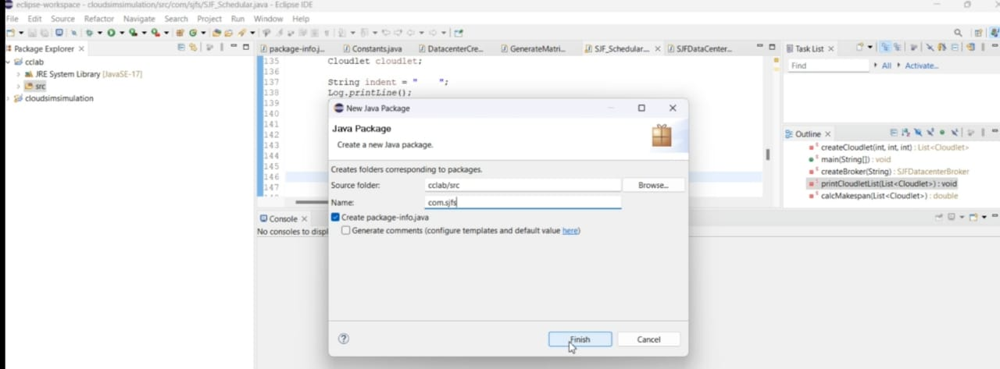 eclipse-workspace - cloudsimsimulation/src/com/sjfs/SJF_Schedular.java - Eclipse IDE
File Edit Source Refactor Navigate Search Project Run Window Help
Package Explorer
package-info.j...
Constants.java
DatacenterCre...
GenerateMatri...
SJF_Schedular...
SJFDataCenter...
Task List
cclab
JRE System Library [JavaSE-17]
src
cloudsimsimulation
135 Cloudlet cloudlet;
136
137 String indent = "    ";
138 Log.printLine();
139
140
141
142
143
144
145
146
147
Find
All
Activate...
Outline
createCloudlet(int, int, int) : List<Cloudlet>
main(String[]) : void
createBroker(String) : SJFDatacenterBroker
printCloudletList(List<Cloudlet>) : void
calcMakespan(List<Cloudlet>) : double
Console
No consoles to displ
New Java Package
Java Package
Create a new Java package.
Creates folders corresponding to packages.
Source folder: cclab/src Browse...
Name: com.sjfs
Create package-info.java
Generate comments (configure templates and default value here)
Finish Cancel